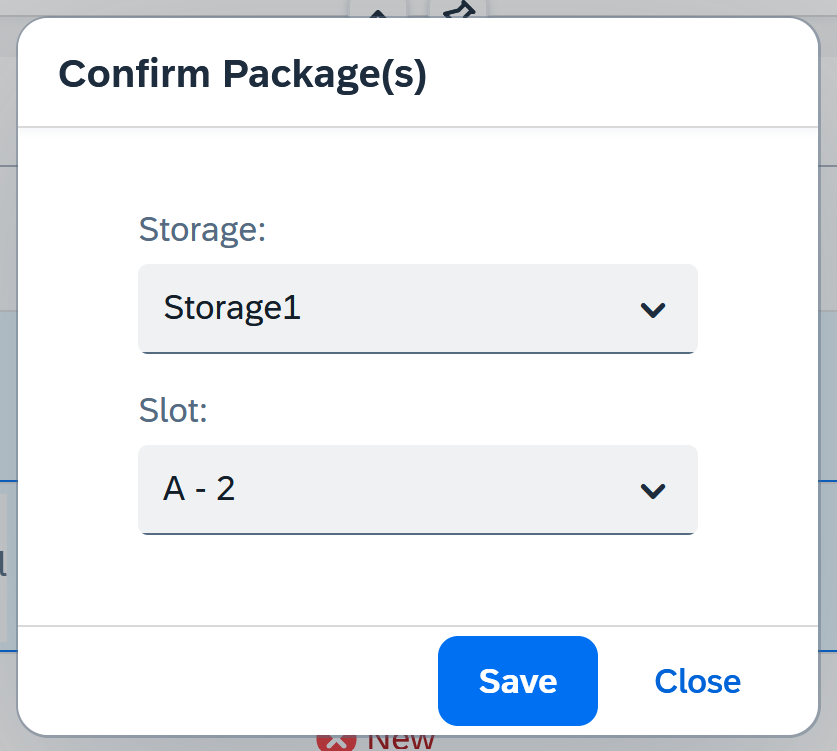 Confirm Package(s)
Storage:
Storage1
Slot:
A - 2
Save
Close
New